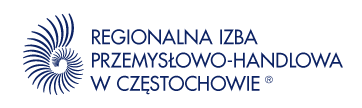 REGIONALNA IZBA
PRZEMYSŁOWO-HANDLOWA
W CZĘSTOCHOWIE ®